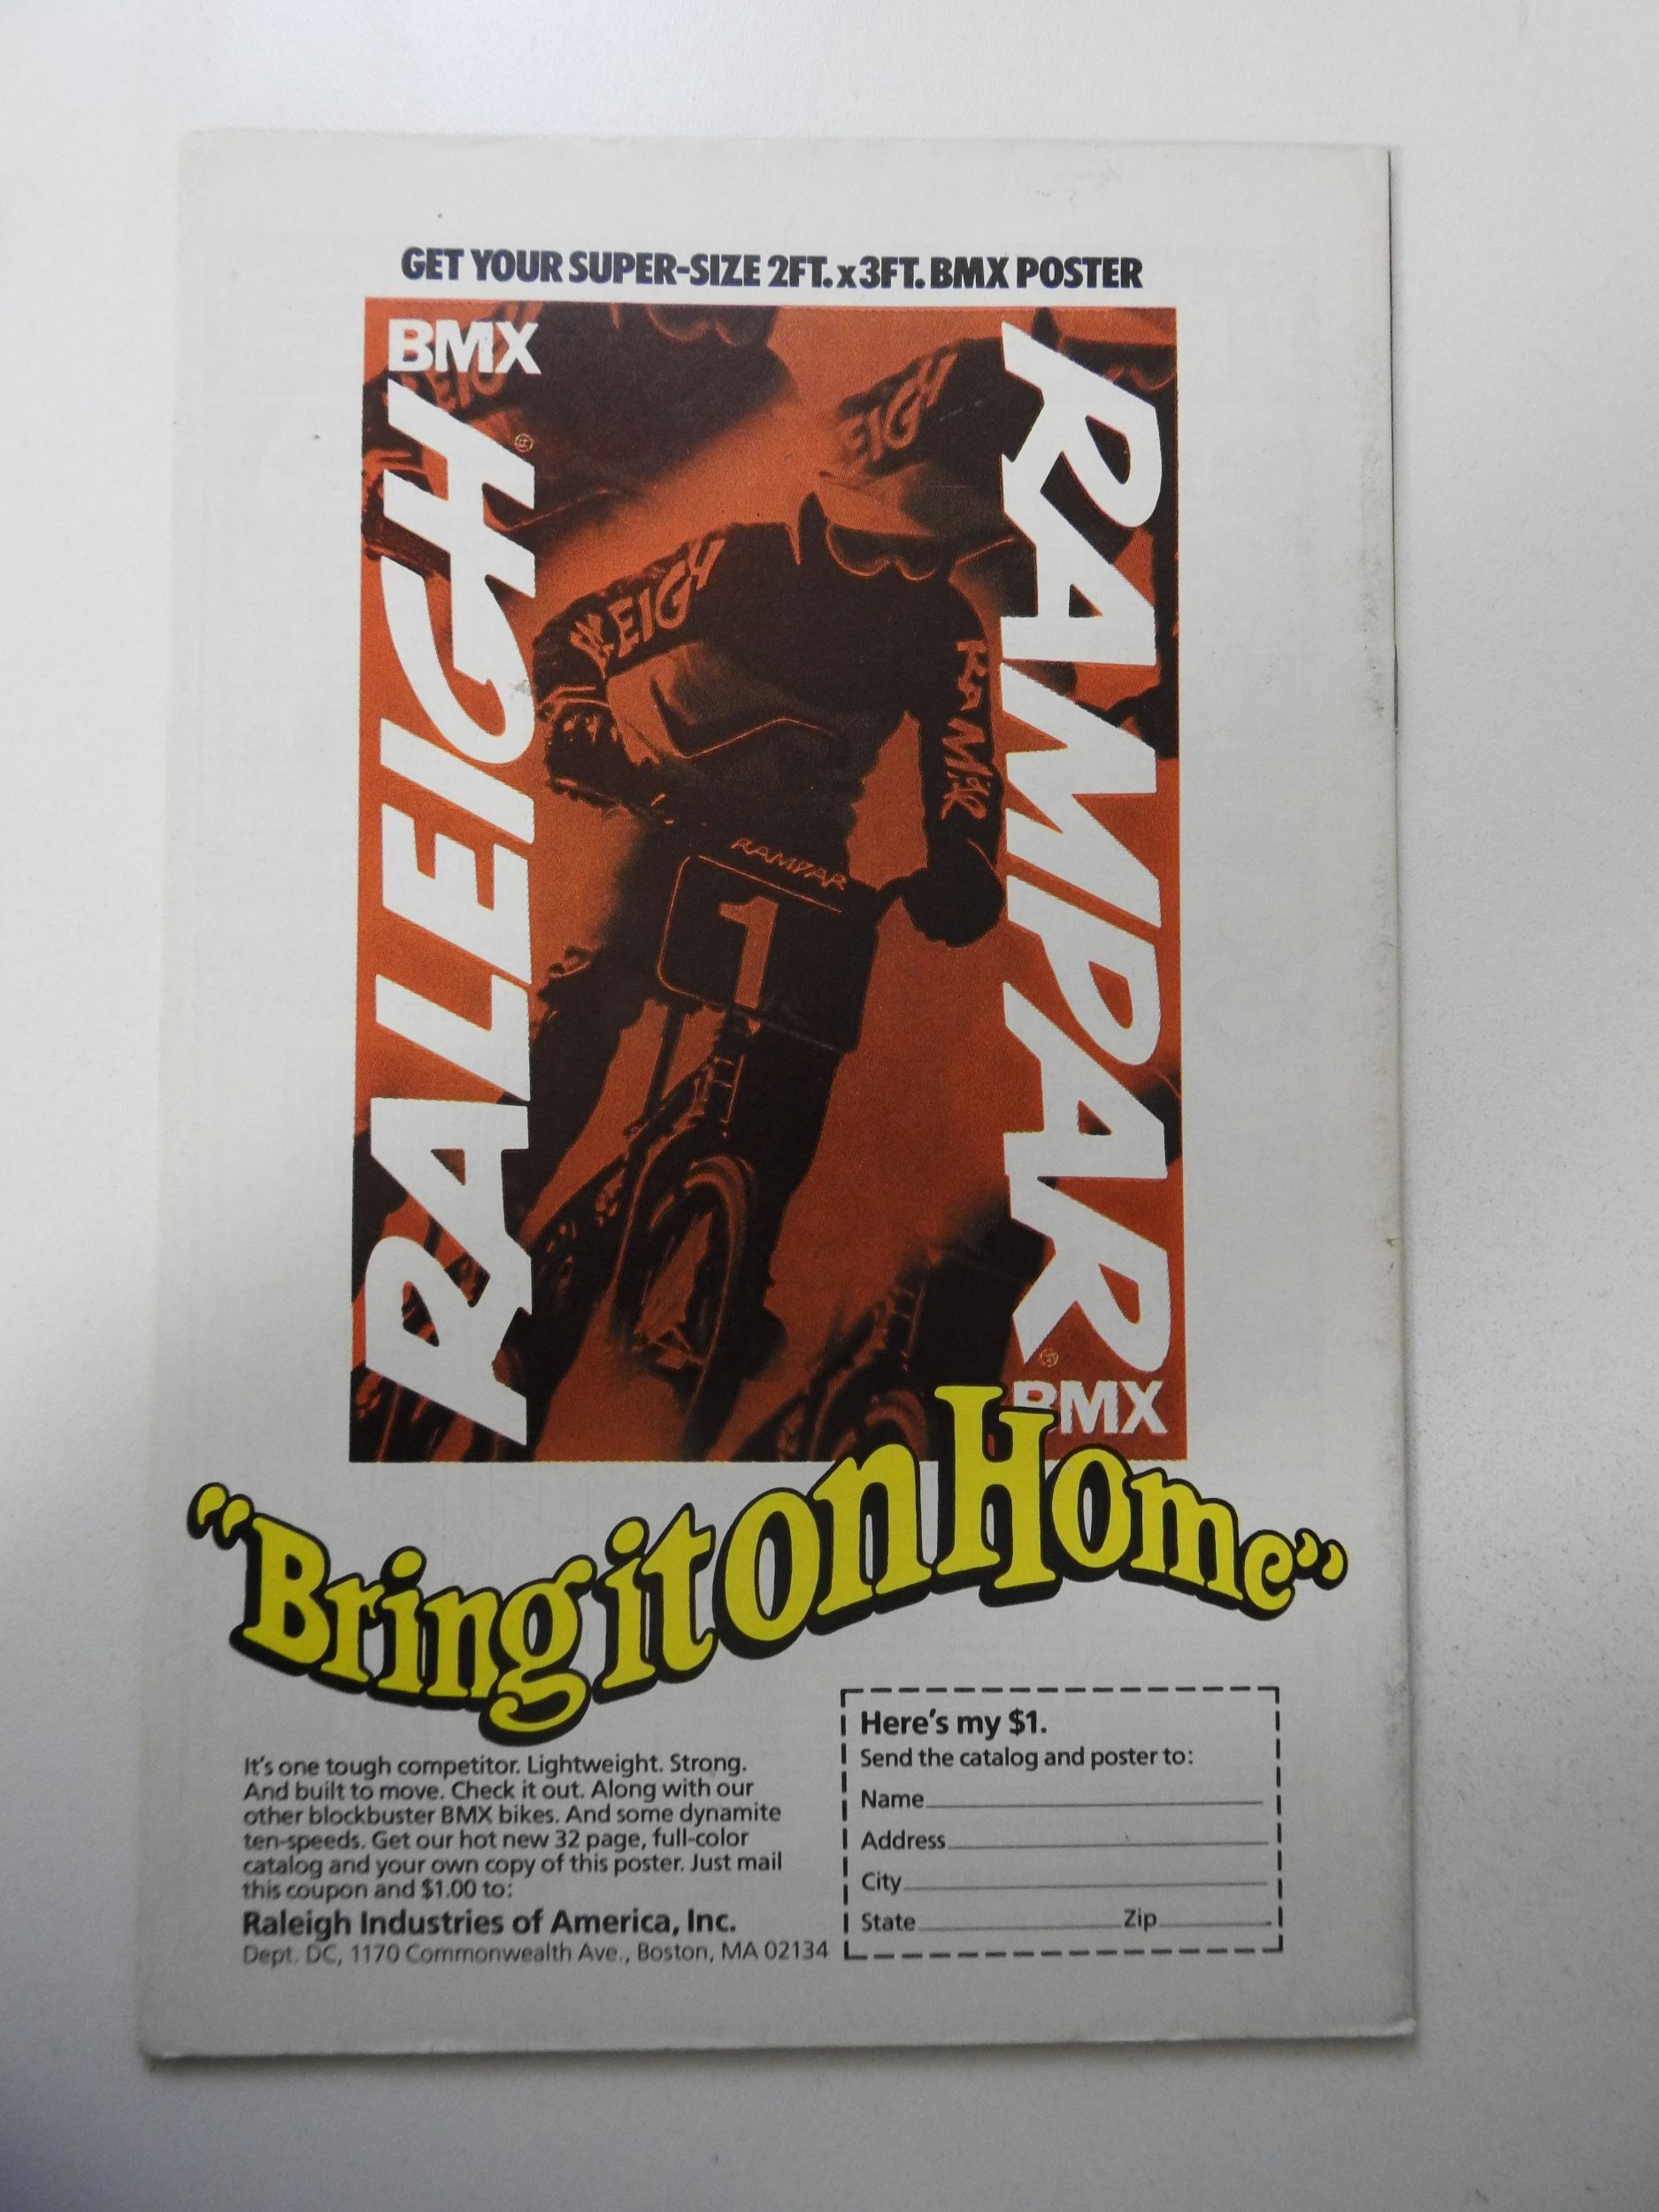 GET YOUR SUPER-SIZE 2FT. x 3FT. BMX POSTER
BMX
RALEIGH
RAMPAR
BMX
EIGH
EIGH
RALEIGH
RAMPAR
RAMPAR
1
"Bring it on Home"
It's one tough competitor. Lightweight. Strong.
And built to move. Check it out. Along with our
other blockbuster BMX bikes. And some dynamite
ten-speeds. Get our hot new 32 page, full-color
catalog and your own copy of this poster. Just mail
this coupon and $1.00 to:
Raleigh Industries of America, Inc.
Dept. DC, 1170 Commonwealth Ave., Boston, MA 02134
Here's my $1.
Send the catalog and poster to:
Name
Address
City
State Zip